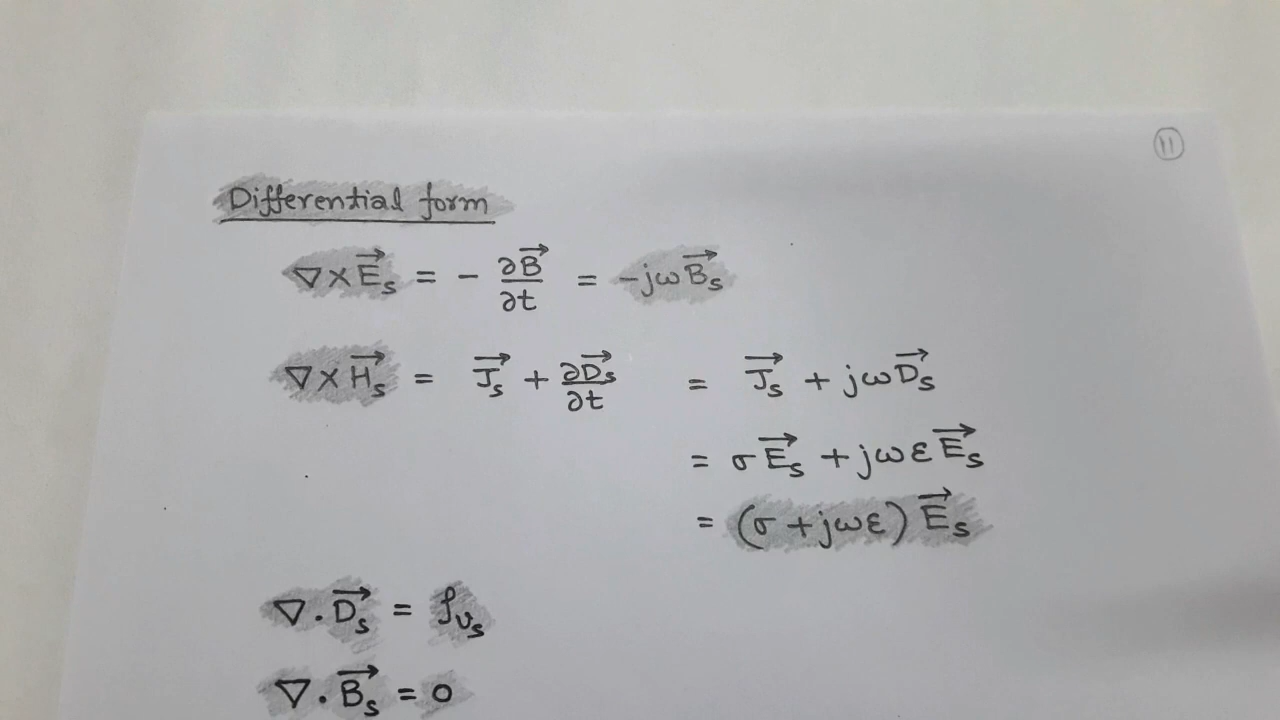 11
Differential form
∇×E⃗ₛ = - ∂B⃗/∂t = -jωB⃗ₛ
∇×H⃗ₛ = J⃗ₛ + ∂D⃗ₛ/∂t = J⃗ₛ + jωD⃗ₛ
= σE⃗ₛ + jωεE⃗ₛ
= (σ + jωε) E⃗ₛ
∇.D⃗ₛ = ρᵥₛ
∇.B⃗ₛ = 0